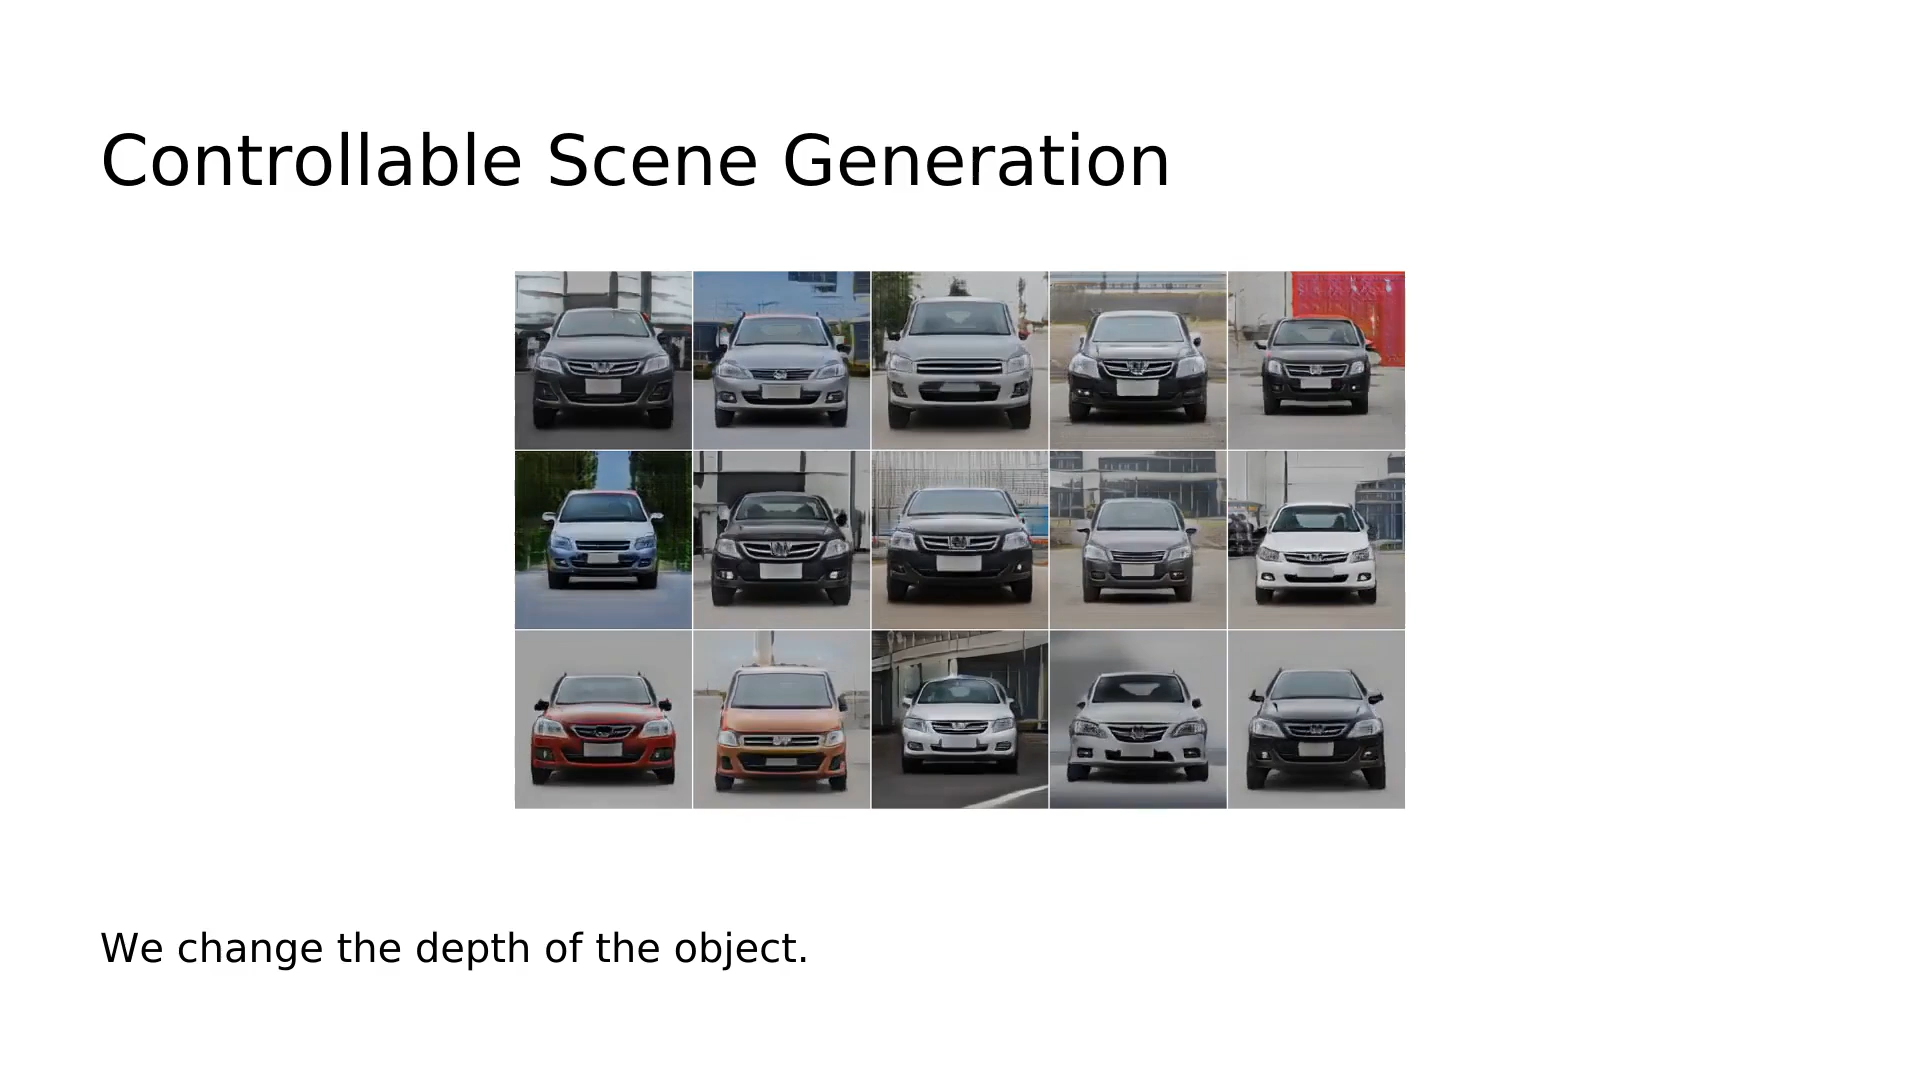 Controllable Scene Generation
We change the depth of the object.